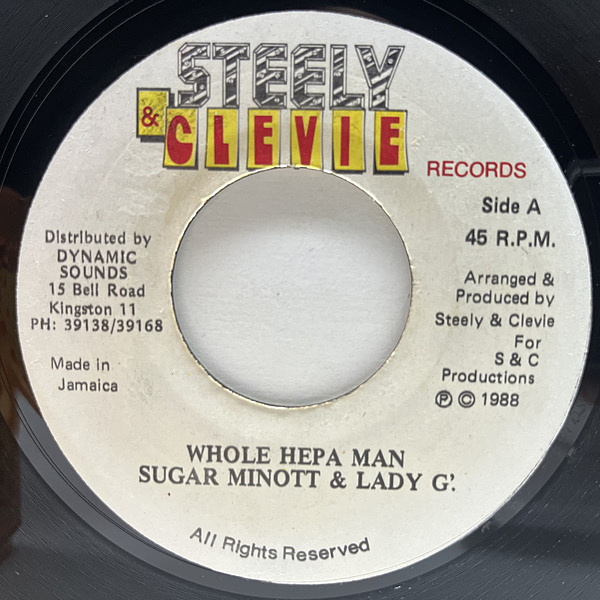 STEELY
& CLEVIE
RECORDS
Side A
45 R.P.M.
Distributed by
DYNAMIC
SOUNDS
15 Bell Road
Kingston 11
PH: 39138/39168
Made in
Jamaica
Arranged &
Produced by
Steely & Clevie
For
S & C
Productions
℗ © 1988
WHOLE HEPA MAN
SUGAR MINOTT & LADY G'.
All Rights Reserved